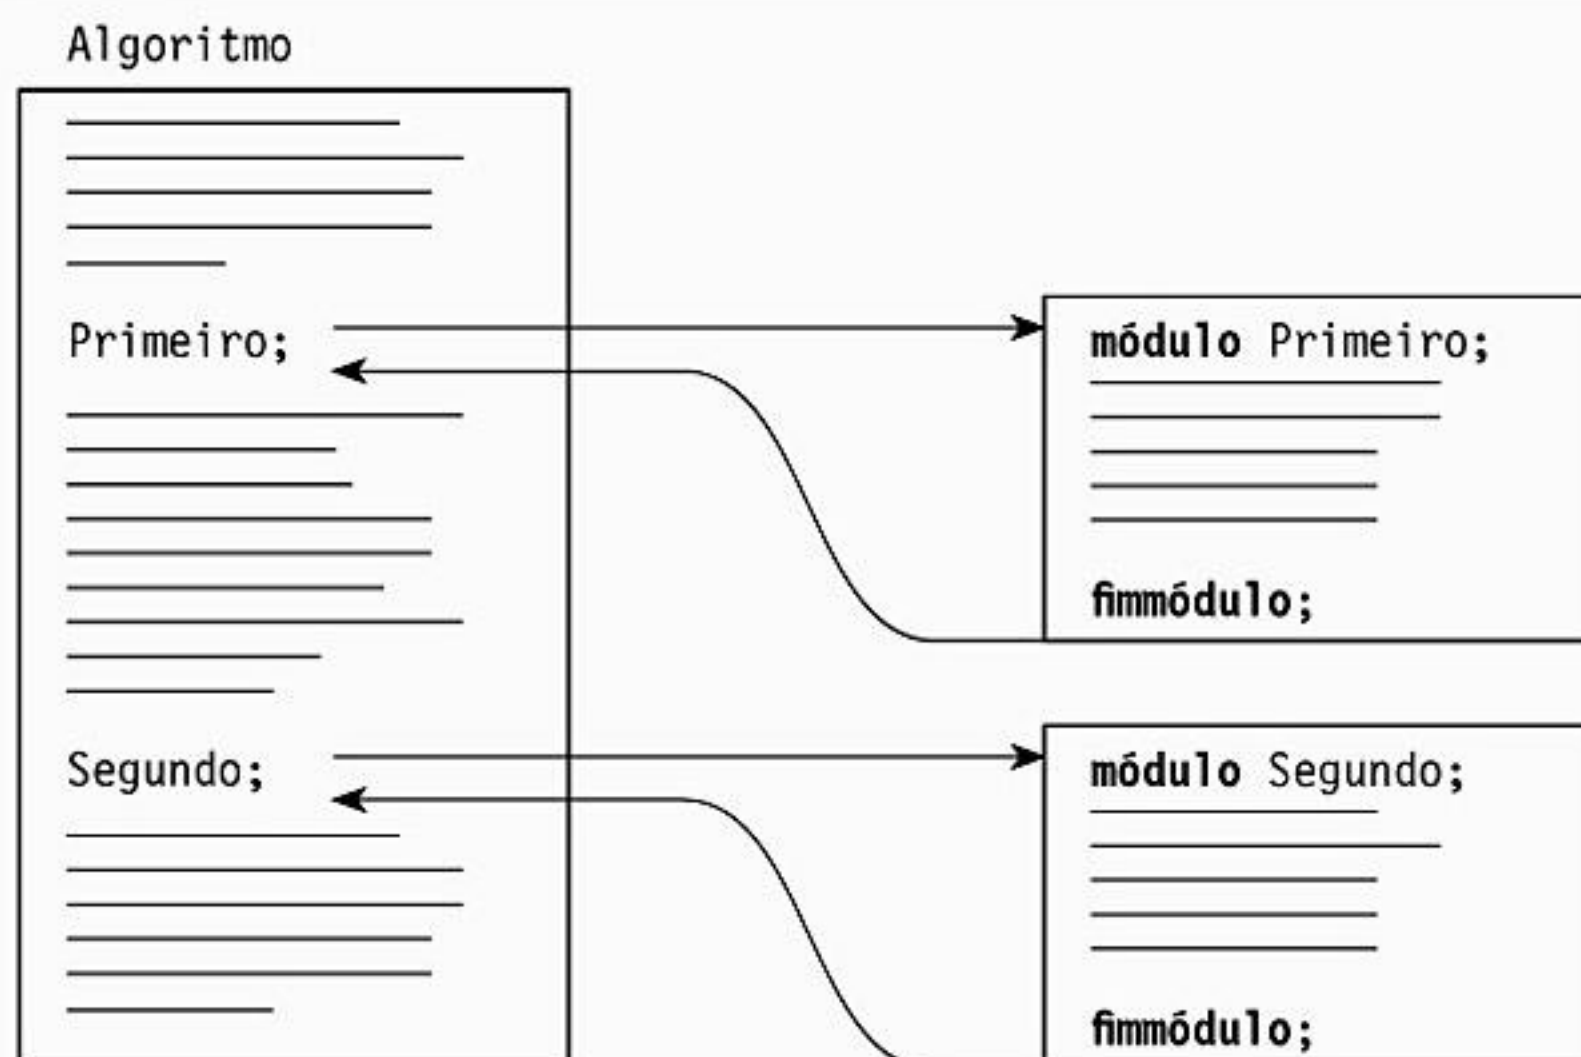 Algoritmo
Primeiro;
Segundo;
módulo Primeiro;
fimmódulo;
módulo Segundo;
fimmódulo;